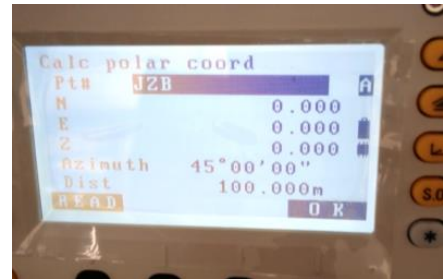 Calc polar coord
Pt# JZB A
N 0.000
E 0.000
Z 0.000
Azimuth 45°00'00"
Dist 100.000m
READ OK
S.O
*